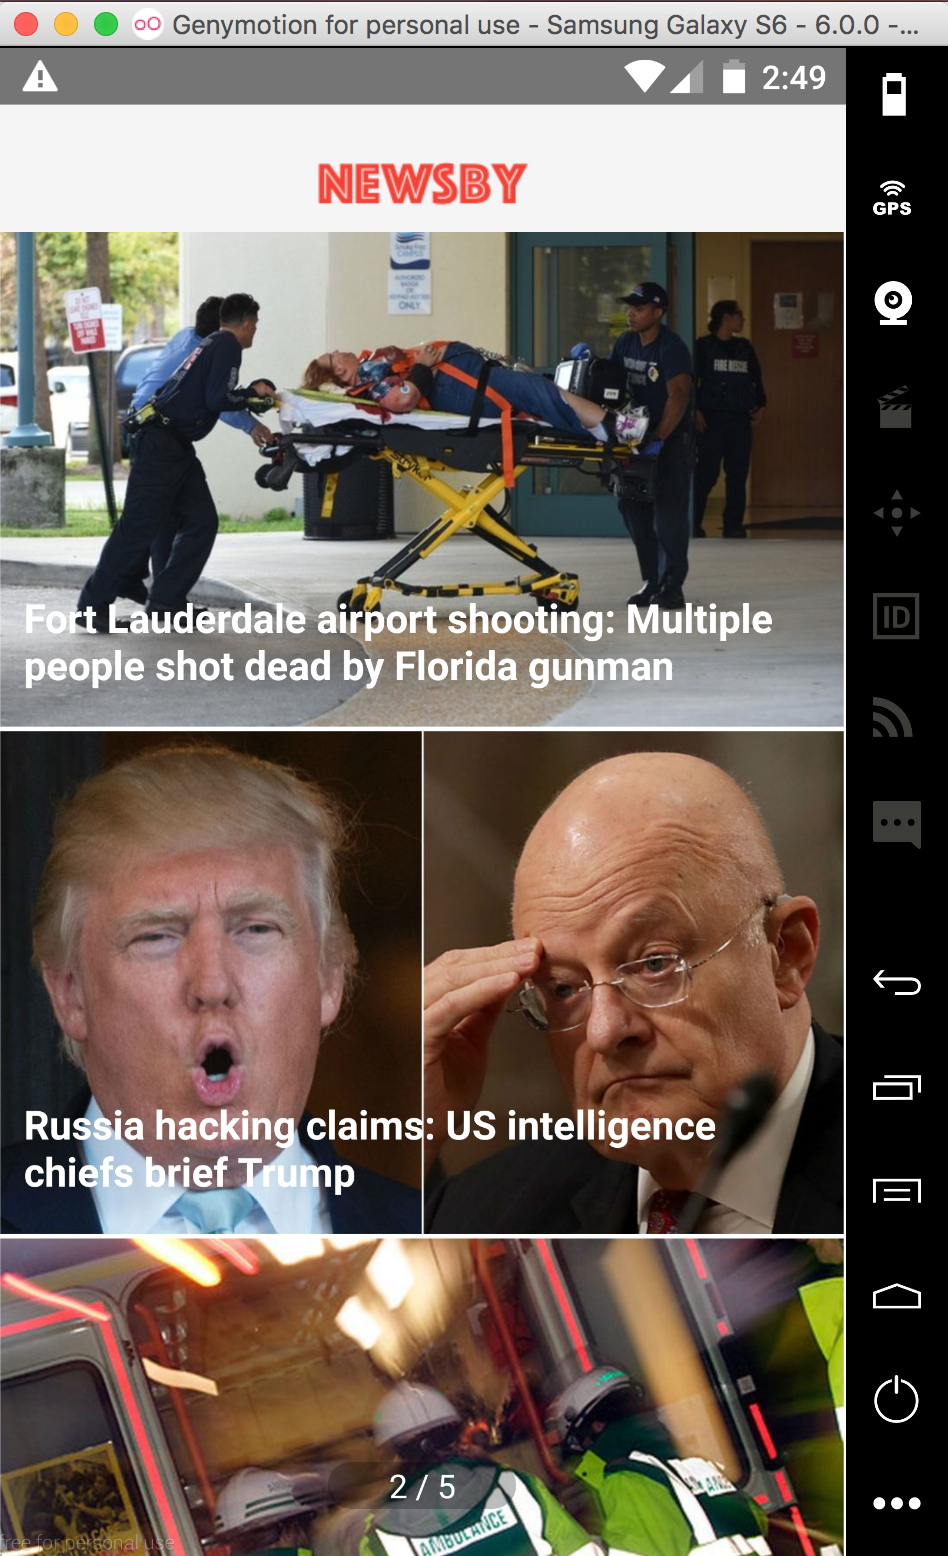 Genymotion for personal use - Samsung Galaxy S6 - 6.0.0 -...
2:49
GPS
NEWSBY
AUTHORIZED
ONLY
FIRE RESCUE
Fort Lauderdale airport shooting: Multiple
people shot dead by Florida gunman
ID
Russia hacking claims: US intelligence
chiefs brief Trump
2 / 5
AMBULANCE
free for personal use